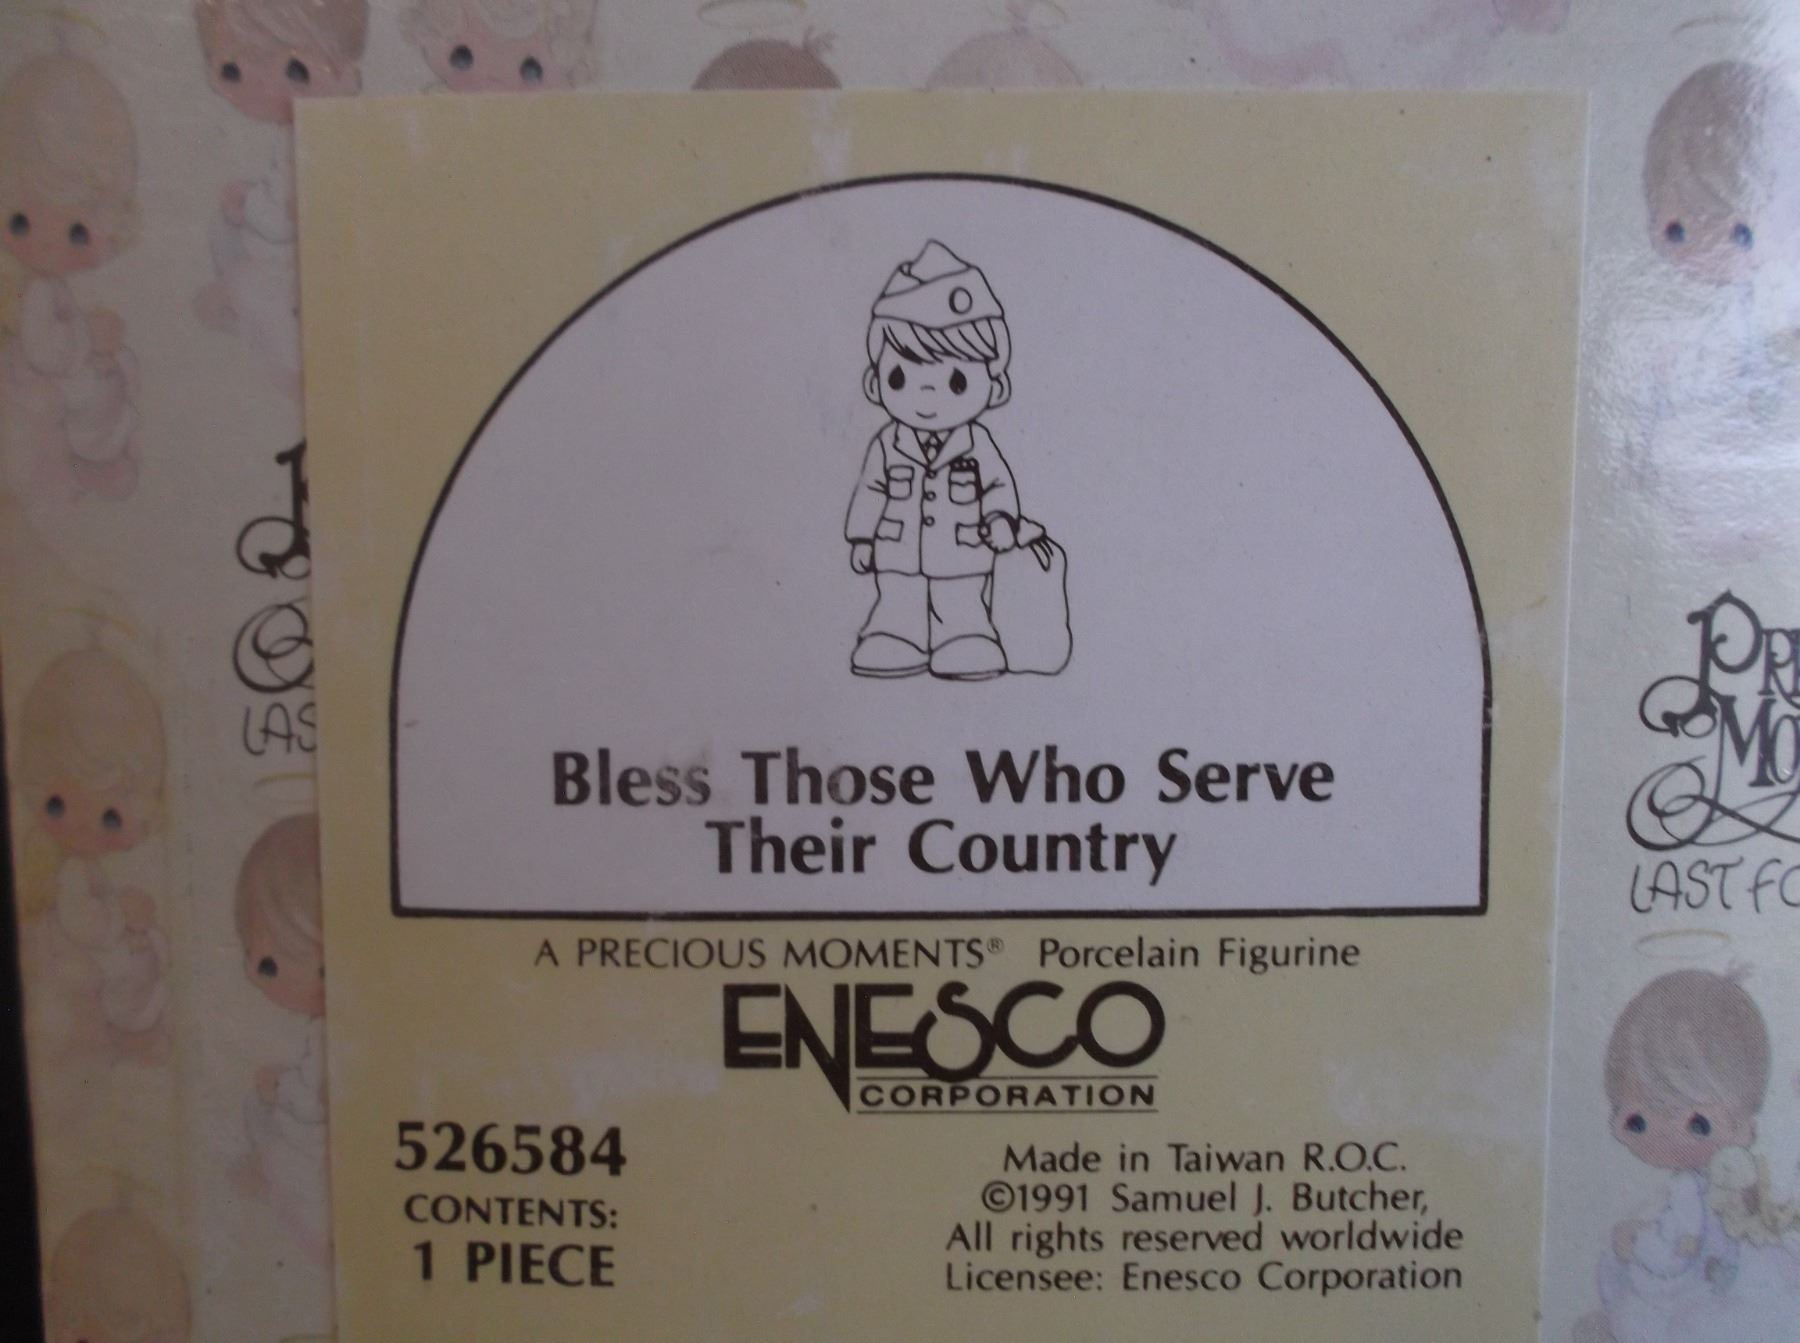 Bless Those Who Serve
Their Country
A PRECIOUS MOMENTS® Porcelain Figurine
ENESCO
CORPORATION
526584
CONTENTS:
1 PIECE
Made in Taiwan R.O.C.
©1991 Samuel J. Butcher,
All rights reserved worldwide
Licensee: Enesco Corporation
LAST